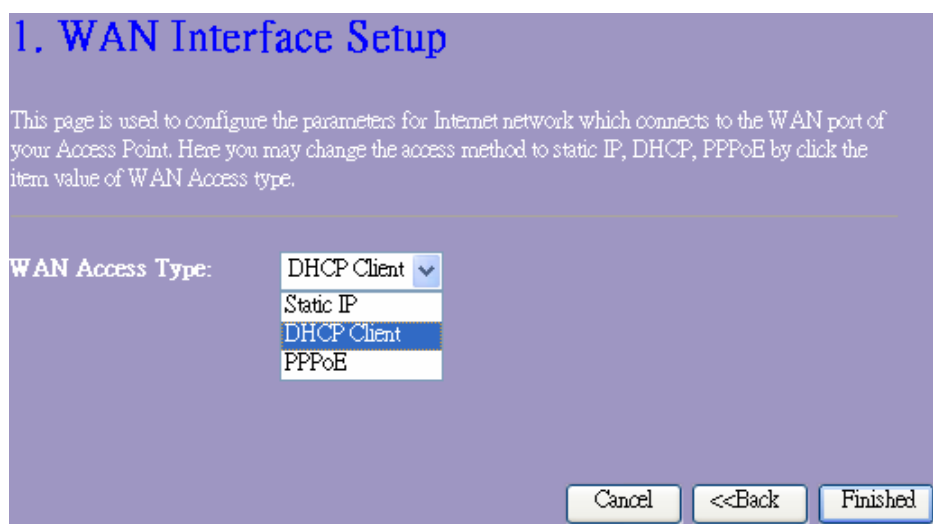 1. WAN Interface Setup
This page is used to configure the parameters for Internet network which connects to the WAN port of
your Access Point. Here you may change the access method to static IP, DHCP, PPPoE by click the
item value of WAN Access type.
WAN Access Type:
DHCP Client
Static IP
DHCP Client
PPPoE
Cancel
<<Back
Finished